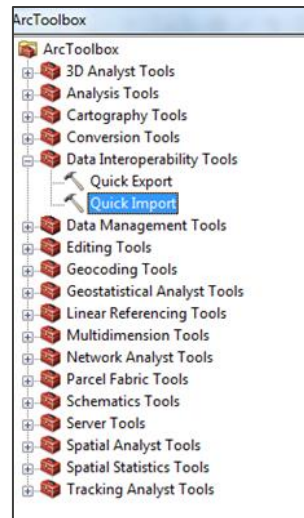 ArcToolbox
ArcToolbox
3D Analyst Tools
Analysis Tools
Cartography Tools
Conversion Tools
Data Interoperability Tools
Quick Export
Quick Import
Data Management Tools
Editing Tools
Geocoding Tools
Geostatistical Analyst Tools
Linear Referencing Tools
Multidimension Tools
Network Analyst Tools
Parcel Fabric Tools
Schematics Tools
Server Tools
Spatial Analyst Tools
Spatial Statistics Tools
Tracking Analyst Tools